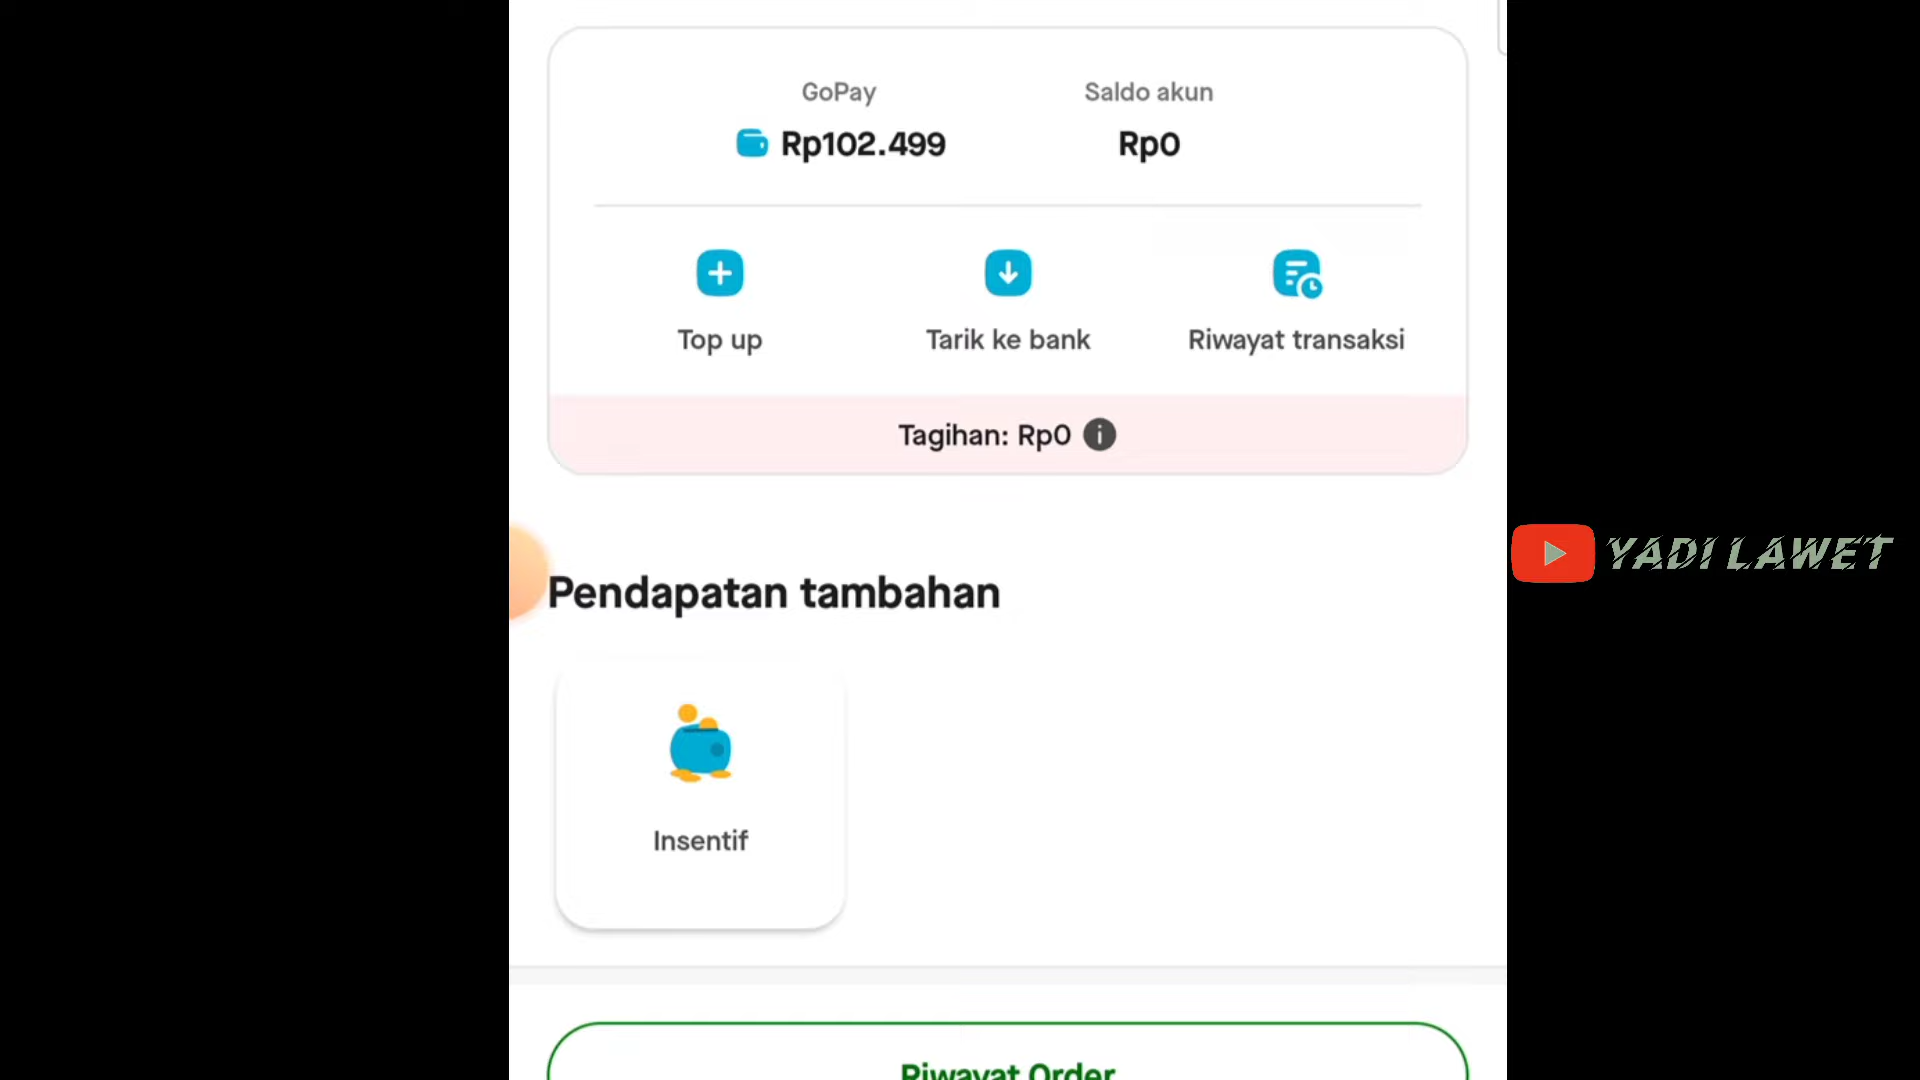 GoPay
Saldo akun
Rp102.499
Rp0
Top up
Tarik ke bank
Riwayat transaksi
Tagihan: Rp0
YADI LAWET
Pendapatan tambahan
Insentif
Riwayat Order